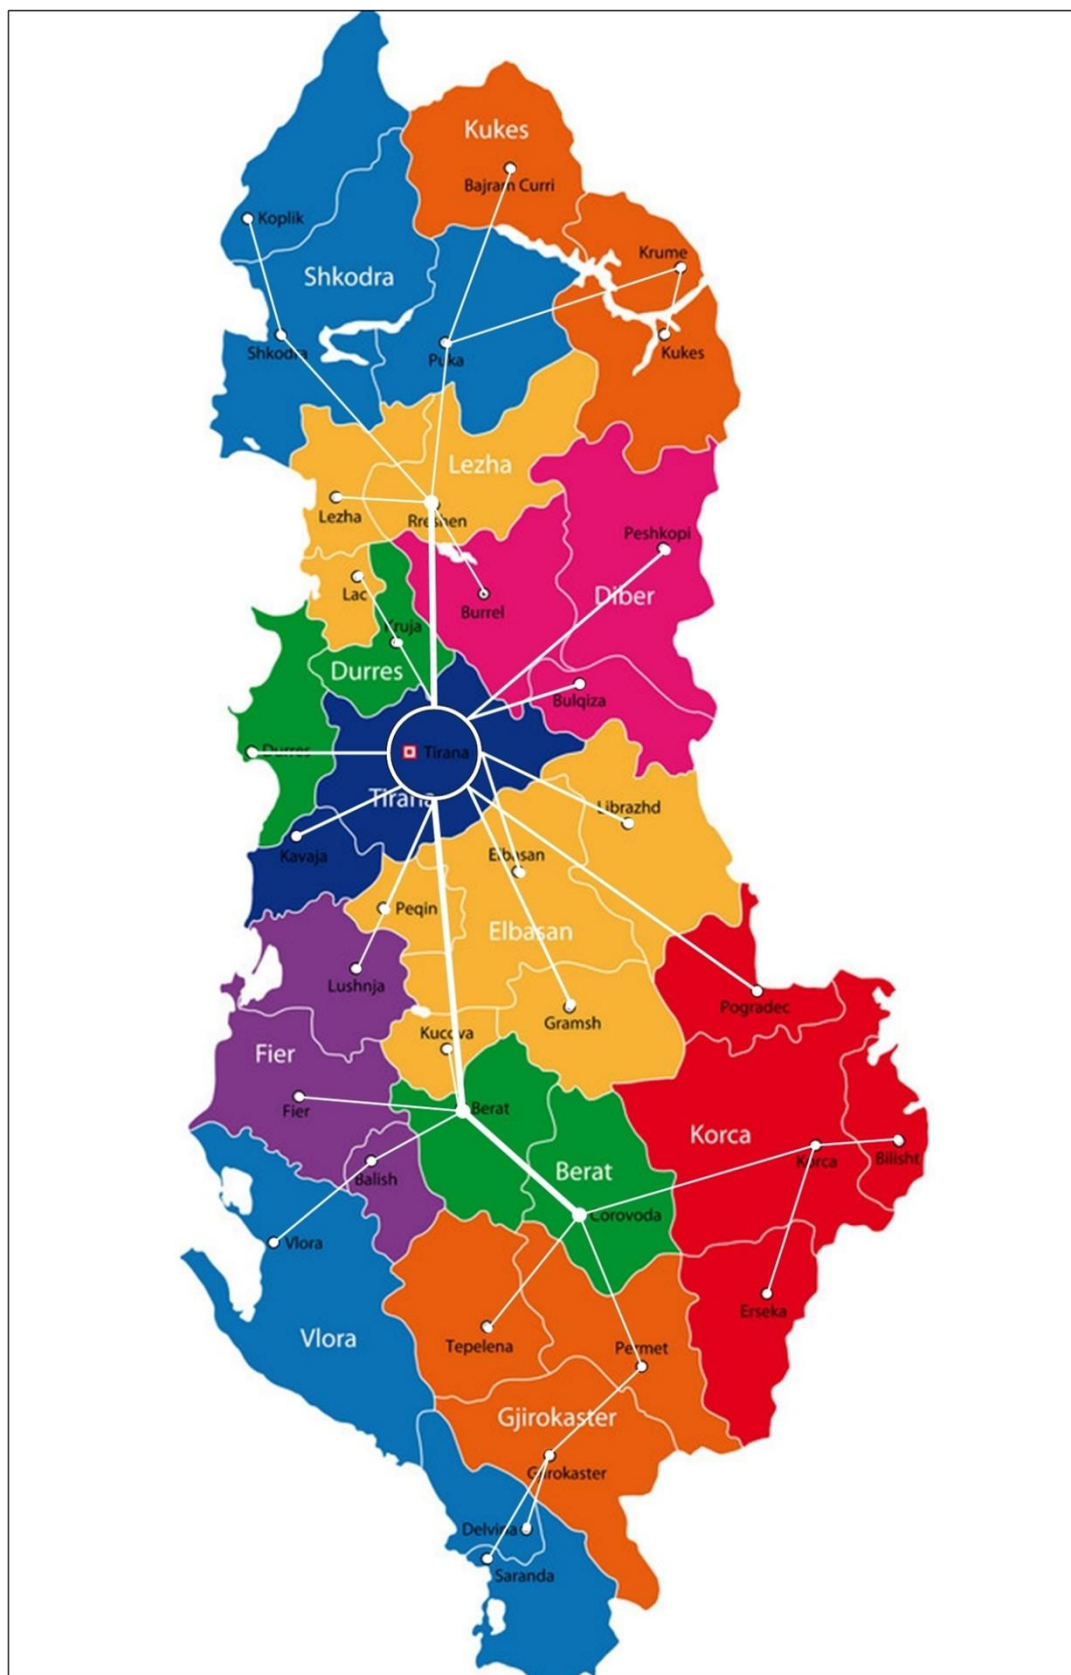 Kukes
Bajram Curri
Koplik
Krume
Shkodra
Shkodra
Puka
Kukes
Lezha
Lezha
Rreshen
Peshkopi
Lac
Diber
Burrel
Kruja
Durres
Bulqiza
Durres
Tirana
Tirana
Librazhd
Kavaja
Elbasan
Peqin
Elbasan
Lushnja
Pogradec
Gramsh
Kucova
Fier
Fier
Berat
Korca
Korca
Bilisht
Berat
Balish
Corovoda
Vlora
Erseka
Vlora
Tepelena
Permet
Gjirokaster
Gjirokaster
Delvina
Saranda